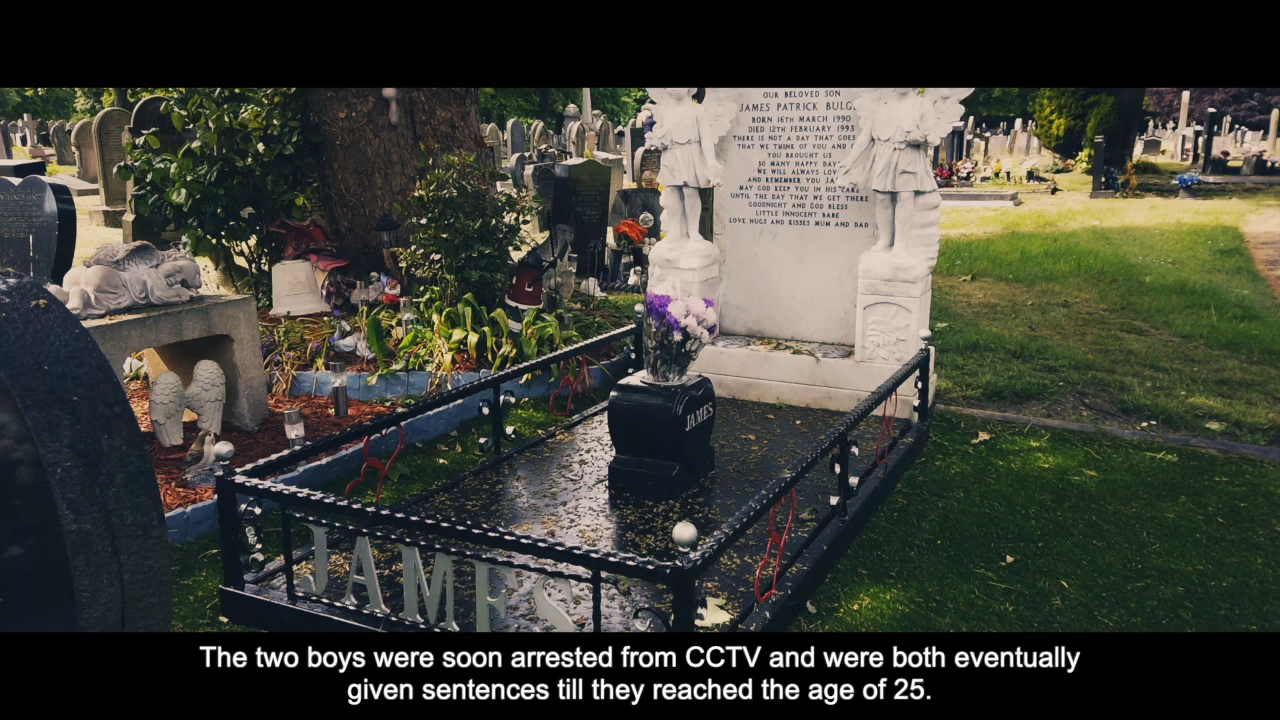 OUR BELOVED SON
JAMES PATRICK BULG
BORN 16TH MARCH 1990
DIED 12TH FEBRUARY 1993
THERE IS NOT A DAY THAT GOES
THAT WE THINK OF YOU AND
YOU BROUGHT US
SO MANY HAPPY DAY
WE WILL ALWAYS LOV
AND REMEMBER YOU JA
MAY GOD KEEP YOU IN HIS CARE
UNTIL THE DAY THAT WE GET THERE
GOODNIGHT AND GOD BLESS
LITTLE INNOCENT BABE
LOVE HUGS AND KISSES MUM AND DAD
JAMES
JAMES
The two boys were soon arrested from CCTV and were both eventually
given sentences till they reached the age of 25.